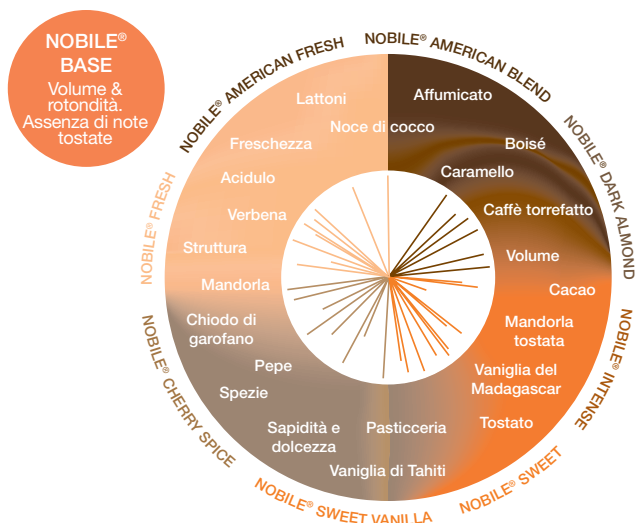 NOBILE®
BASE
Volume &
rotondità.
Assenza di note
tostate
NOBILE® AMERICAN FRESH
NOBILE® AMERICAN BLEND
NOBILE® DARK ALMOND
NOBILE® INTENSE
NOBILE® SWEET
NOBILE® SWEET VANILLA
NOBILE® CHERRY SPICE
NOBILE® FRESH
Lattoni
Affumicato
Noce di cocco
Freschezza
Boisé
Caramello
Acidulo
Caffè torrefatto
Verbena
Struttura
Volume
Mandorla
Cacao
Chiodo di
garofano
Mandorla
tostata
Pepe
Vaniglia del
Madagascar
Spezie
Sapidità e
dolcezza
Pasticceria
Tostato
Vaniglia di Tahiti